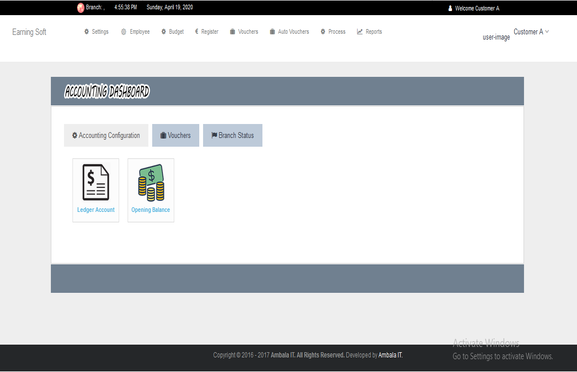 Branch: , 4:55:38 PM Sunday, April 19, 2020 Welcome Customer A
Earning Soft Settings Employee Budget Register Vouchers Auto Vouchers Process Reports user-image Customer A
ACCOUNTING DASHBOARD
Accounting Configuration Vouchers Branch Status
$ $
Ledger Account Opening Balance
Activate Windows
Copyright © 2016 - 2017 Ambala IT. All Rights Reserved. Developed by Ambala IT.
Go to Settings to activate Windows.